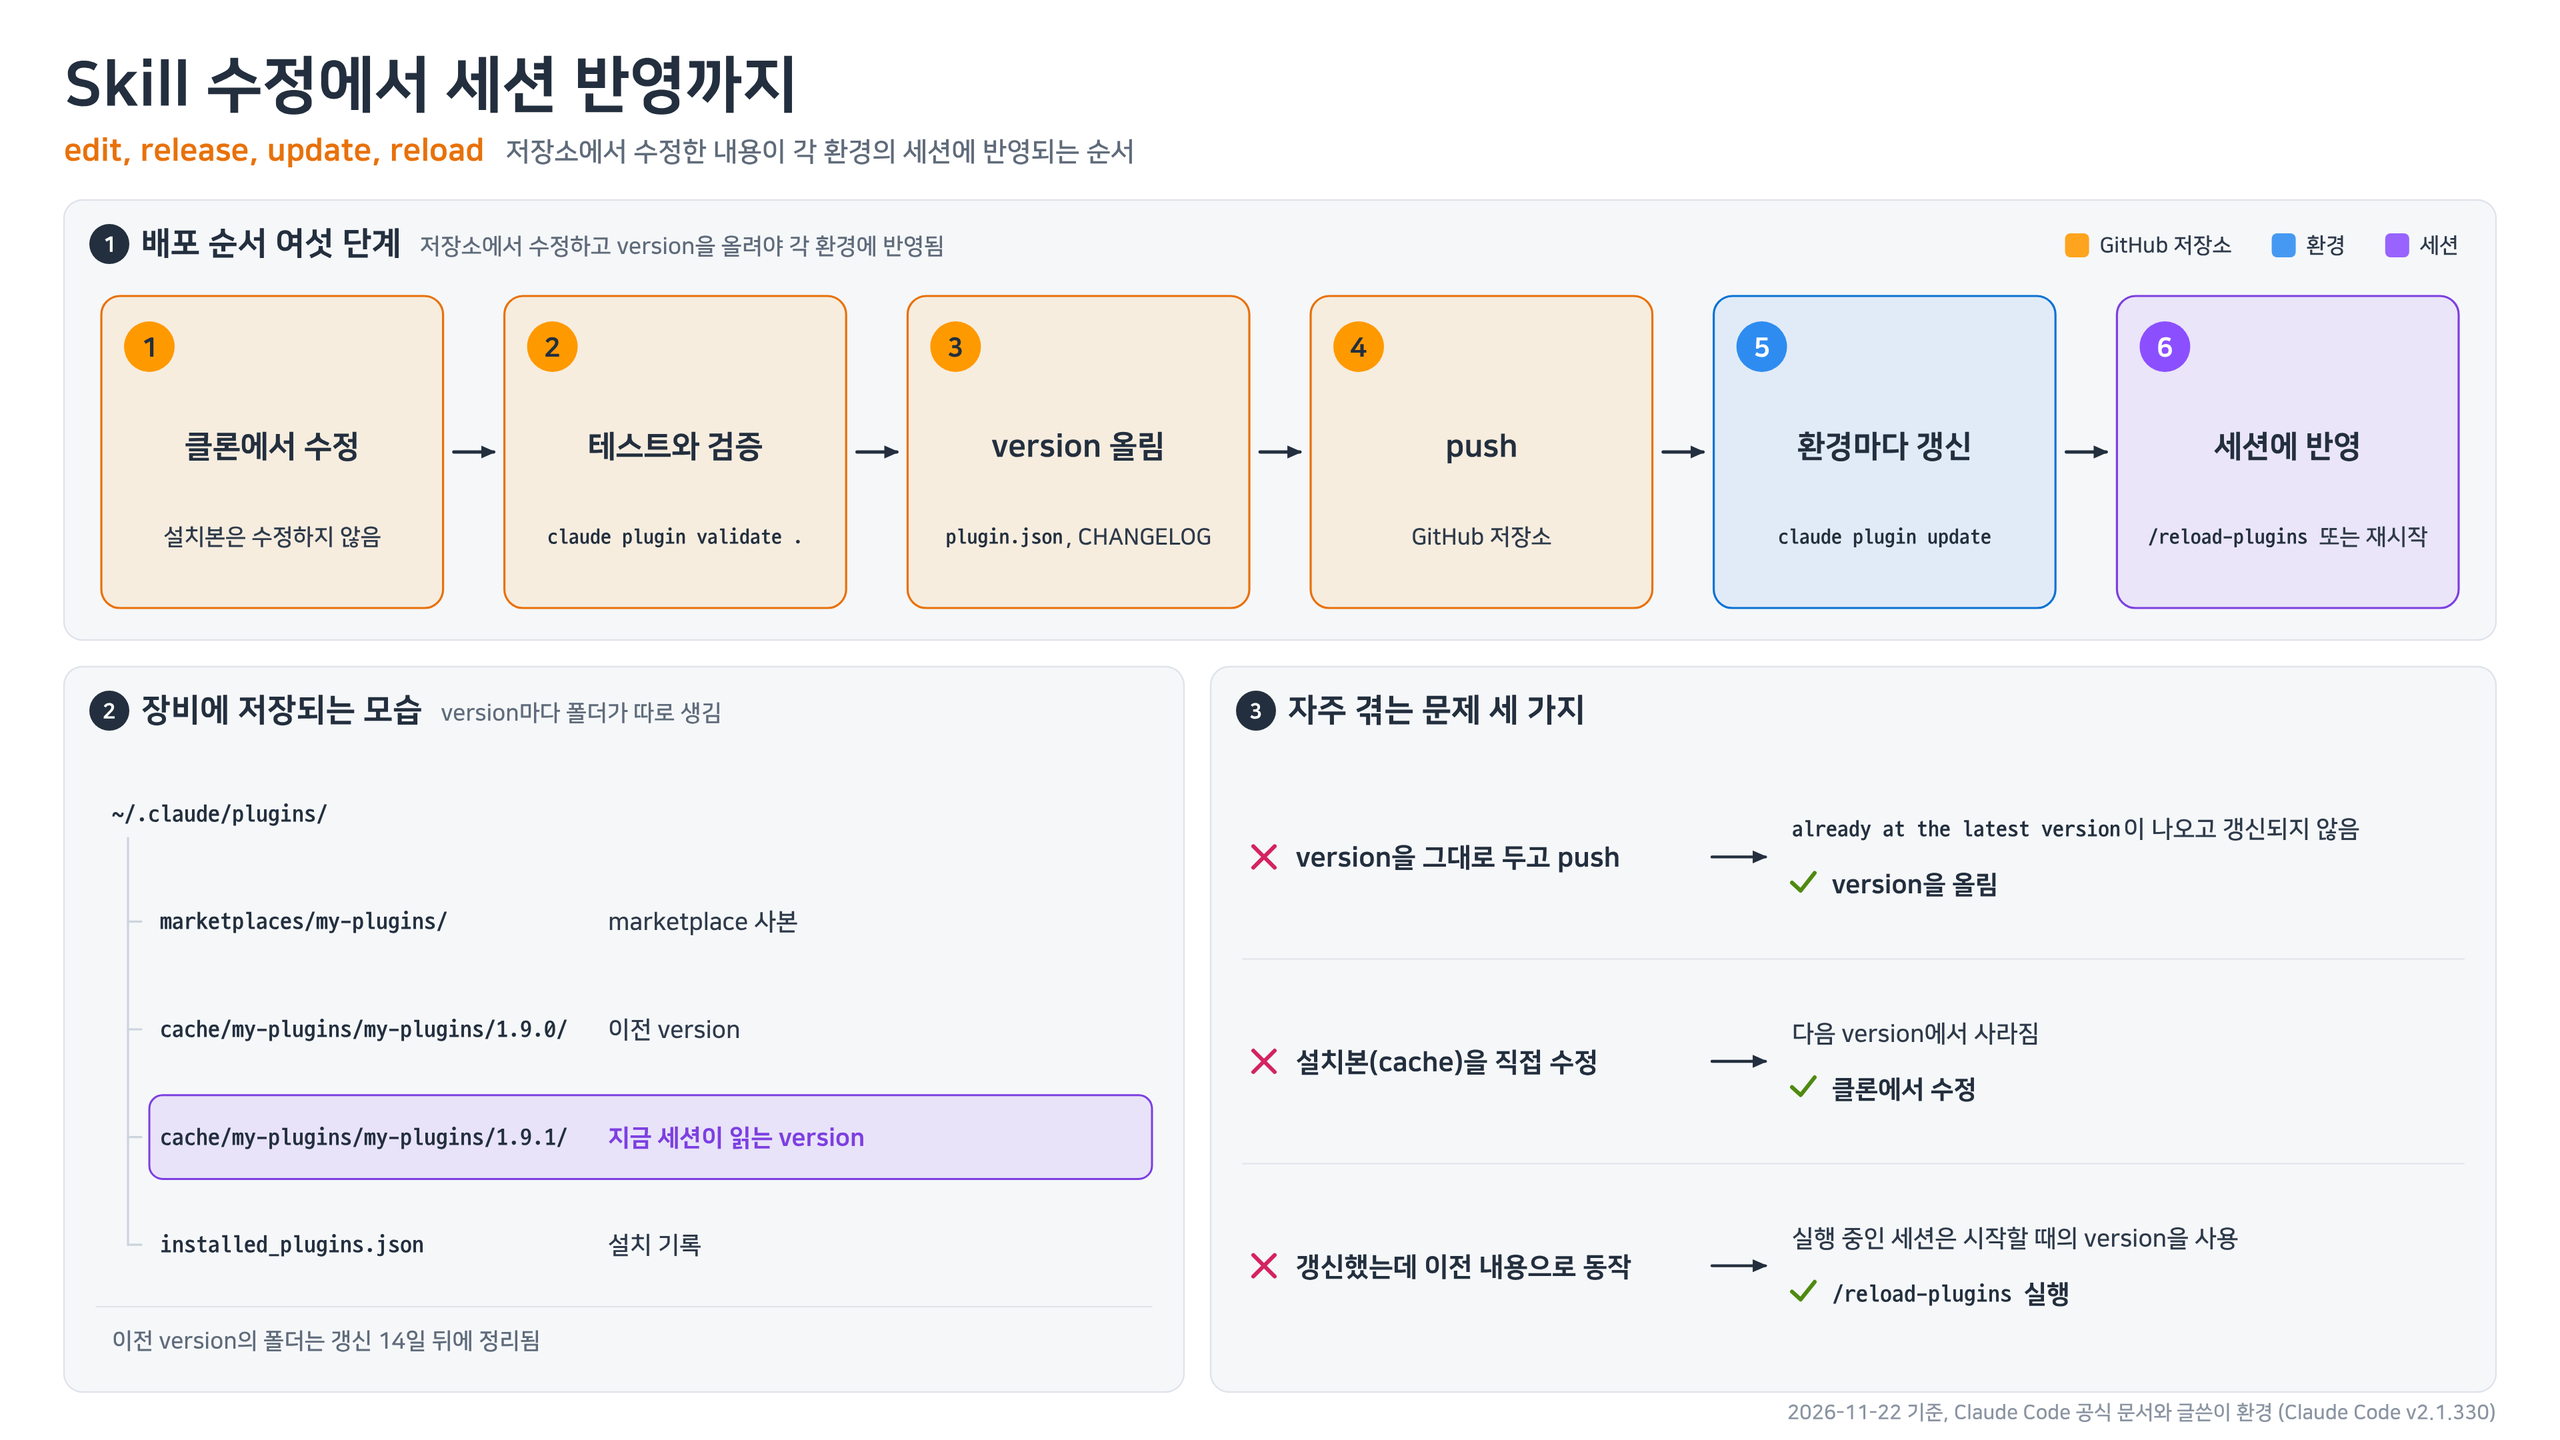 Skill 수정에서 세션 반영까지
edit, release, update, reload 저장소에서 수정한 내용이 각 환경의 세션에 반영되는 순서
1 배포 순서 여섯 단계 저장소에서 수정하고 version을 올려야 각 환경에 반영됨
GitHub 저장소 환경 세션
1
클론에서 수정
설치본은 수정하지 않음
2
테스트와 검증
claude plugin validate .
3
version 올림
plugin.json, CHANGELOG
4
push
GitHub 저장소
5
환경마다 갱신
claude plugin update
6
세션에 반영
/reload-plugins 또는 재시작
2 장비에 저장되는 모습 version마다 폴더가 따로 생김
~/.claude/plugins/
marketplaces/my-plugins/ marketplace 사본
cache/my-plugins/my-plugins/1.9.0/ 이전 version
cache/my-plugins/my-plugins/1.9.1/ 지금 세션이 읽는 version
installed_plugins.json 설치 기록
이전 version의 폴더는 갱신 14일 뒤에 정리됨
3 자주 겪는 문제 세 가지
version을 그대로 두고 push
already at the latest version이 나오고 갱신되지 않음
version을 올림
설치본(cache)을 직접 수정
다음 version에서 사라짐
클론에서 수정
갱신했는데 이전 내용으로 동작
실행 중인 세션은 시작할 때의 version을 사용
/reload-plugins 실행
2026-11-22 기준, Claude Code 공식 문서와 글쓴이 환경 (Claude Code v2.1.330)